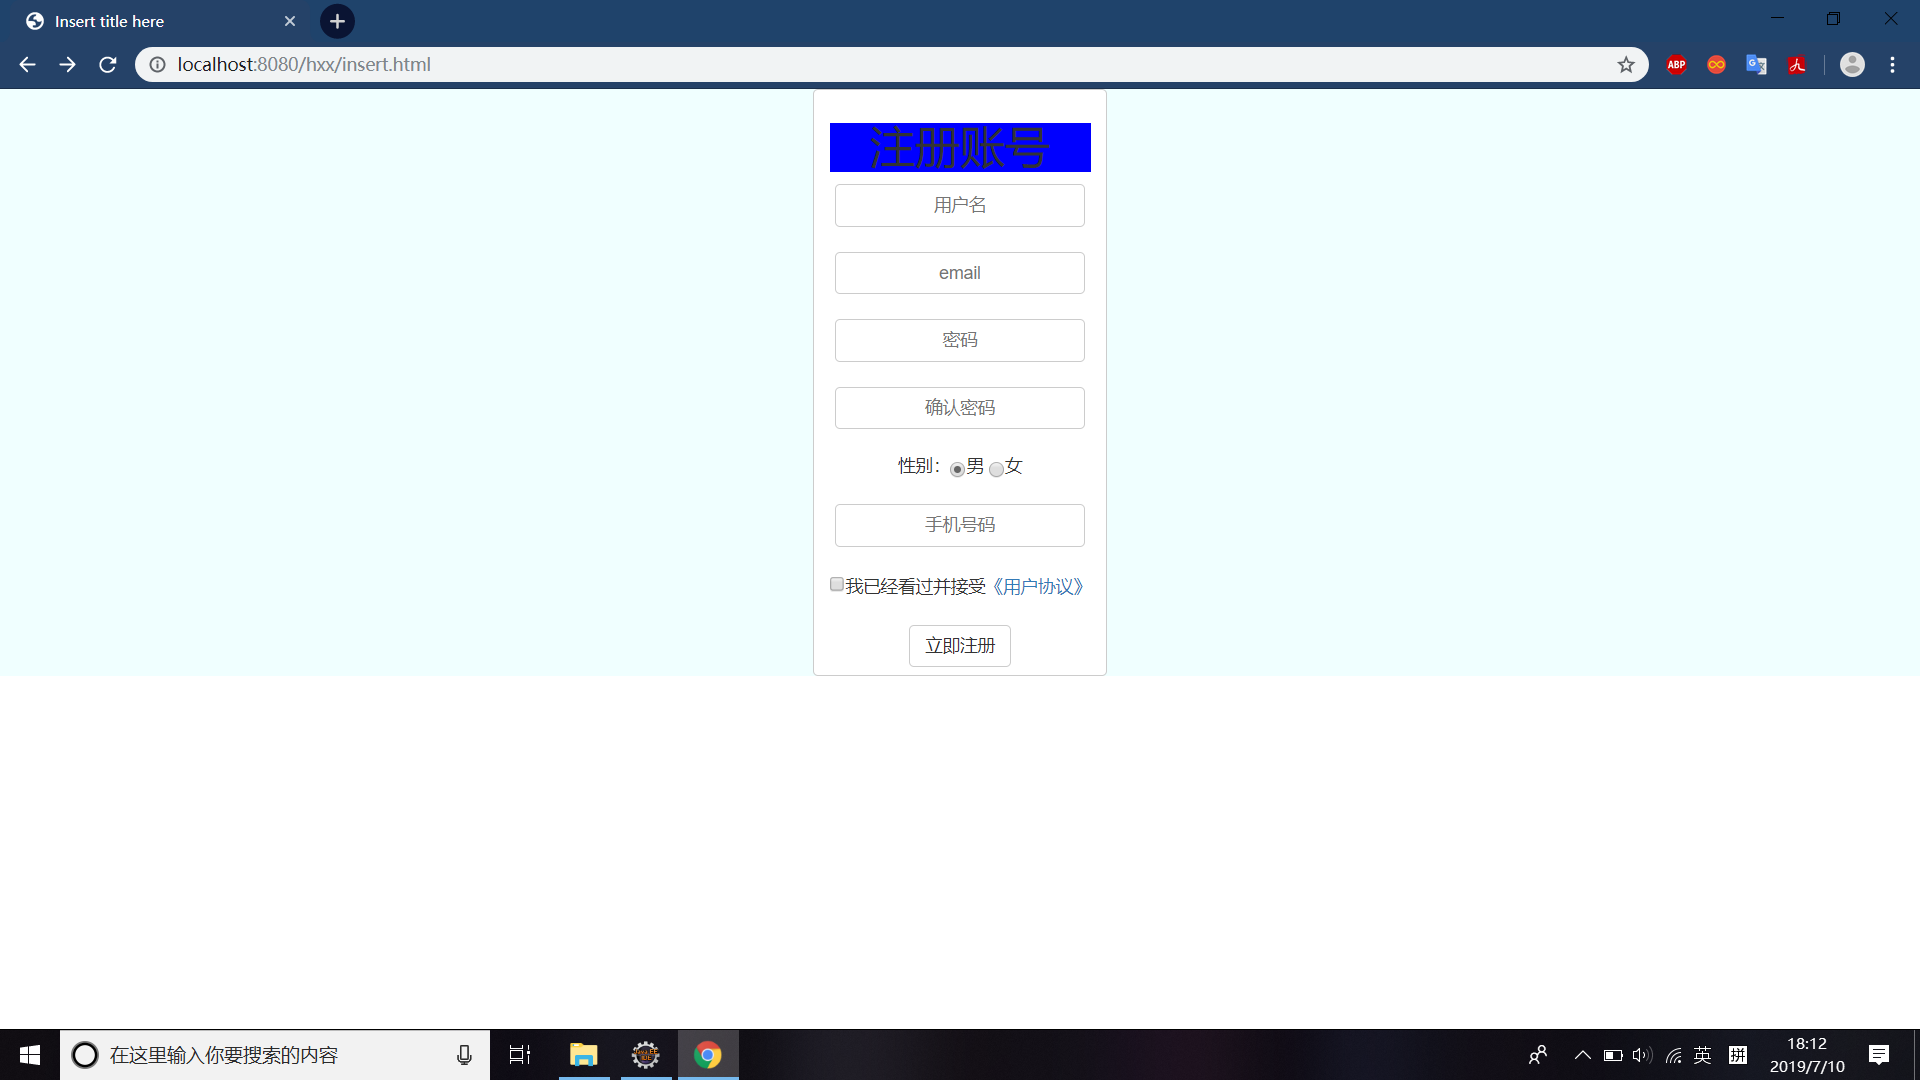 Insert title here
localhost:8080/hxx/insert.html
ABP
注册账号
用户名
email
密码
确认密码
性别：男 女
手机号码
我已经看过并接受《用户协议》
立即注册
在这里输入你要搜索的内容
英 拼
18:12
2019/7/10